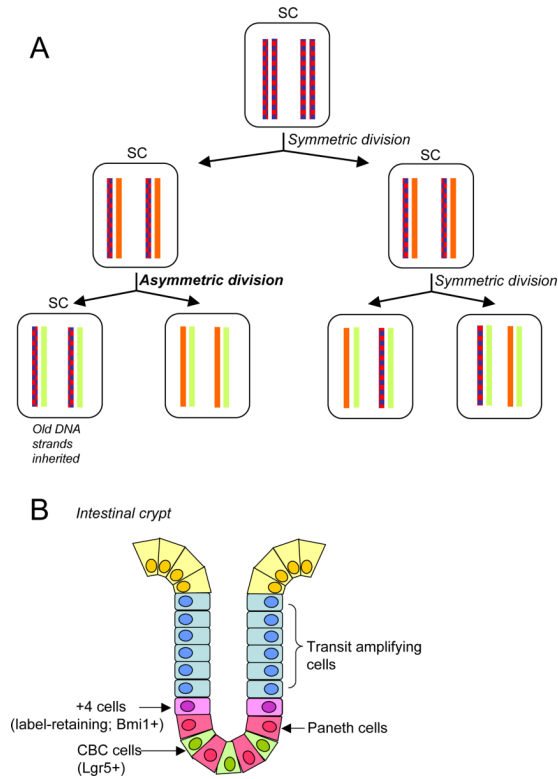 A
SC
Symmetric division
SC
SC
Asymmetric division
Symmetric division
SC
Old DNA
strands
inherited
B
Intestinal crypt
Transit amplifying
cells
+4 cells
(label-retaining; Bmi1+)
Paneth cells
CBC cells
(Lgr5+)